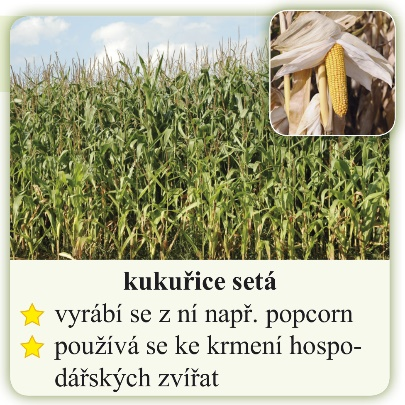 kukuřice setá
vyrábí se z ní např. popcorn
používá se ke krmení hospo-
dářských zvířat